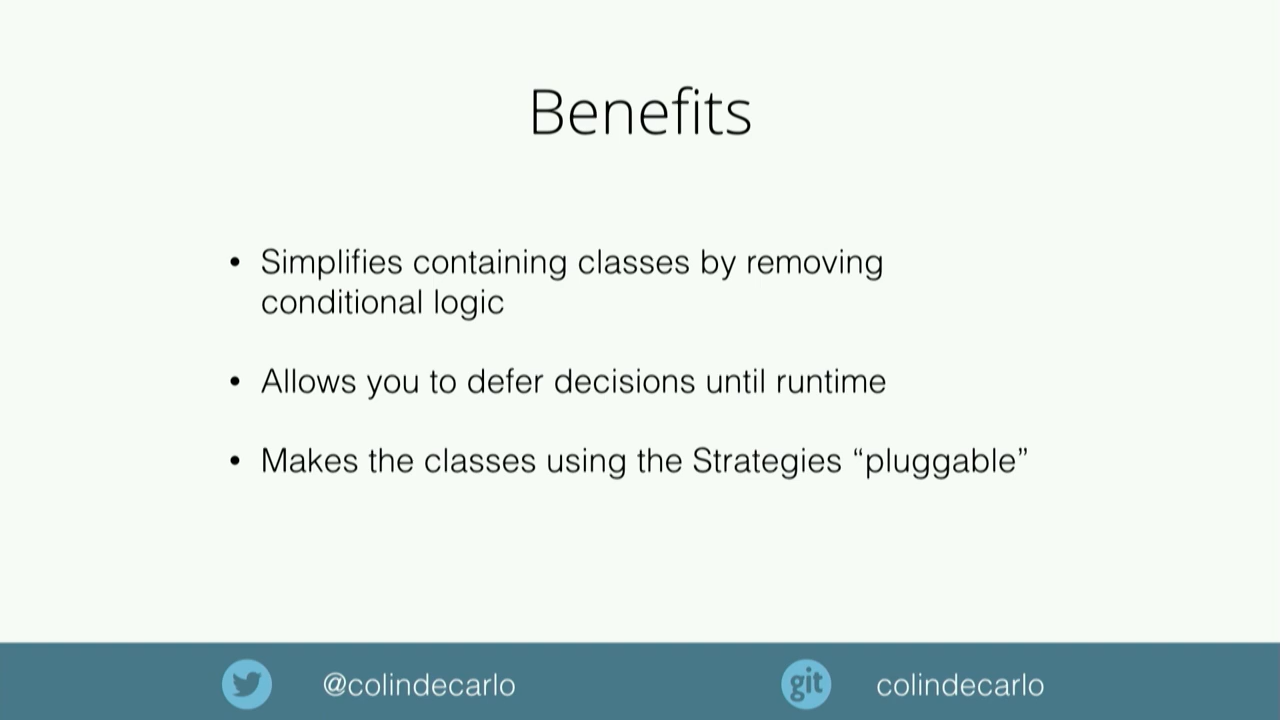 Benefits
• Simplifies containing classes by removing
conditional logic
• Allows you to defer decisions until runtime
• Makes the classes using the Strategies “pluggable”
@colindecarlo
git
colindecarlo